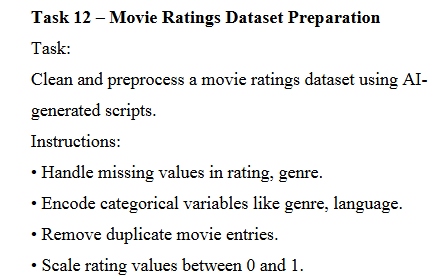 Task 12 – Movie Ratings Dataset Preparation
Task:
Clean and preprocess a movie ratings dataset using AI-
generated scripts.
Instructions:
• Handle missing values in rating, genre.
• Encode categorical variables like genre, language.
• Remove duplicate movie entries.
• Scale rating values between 0 and 1.